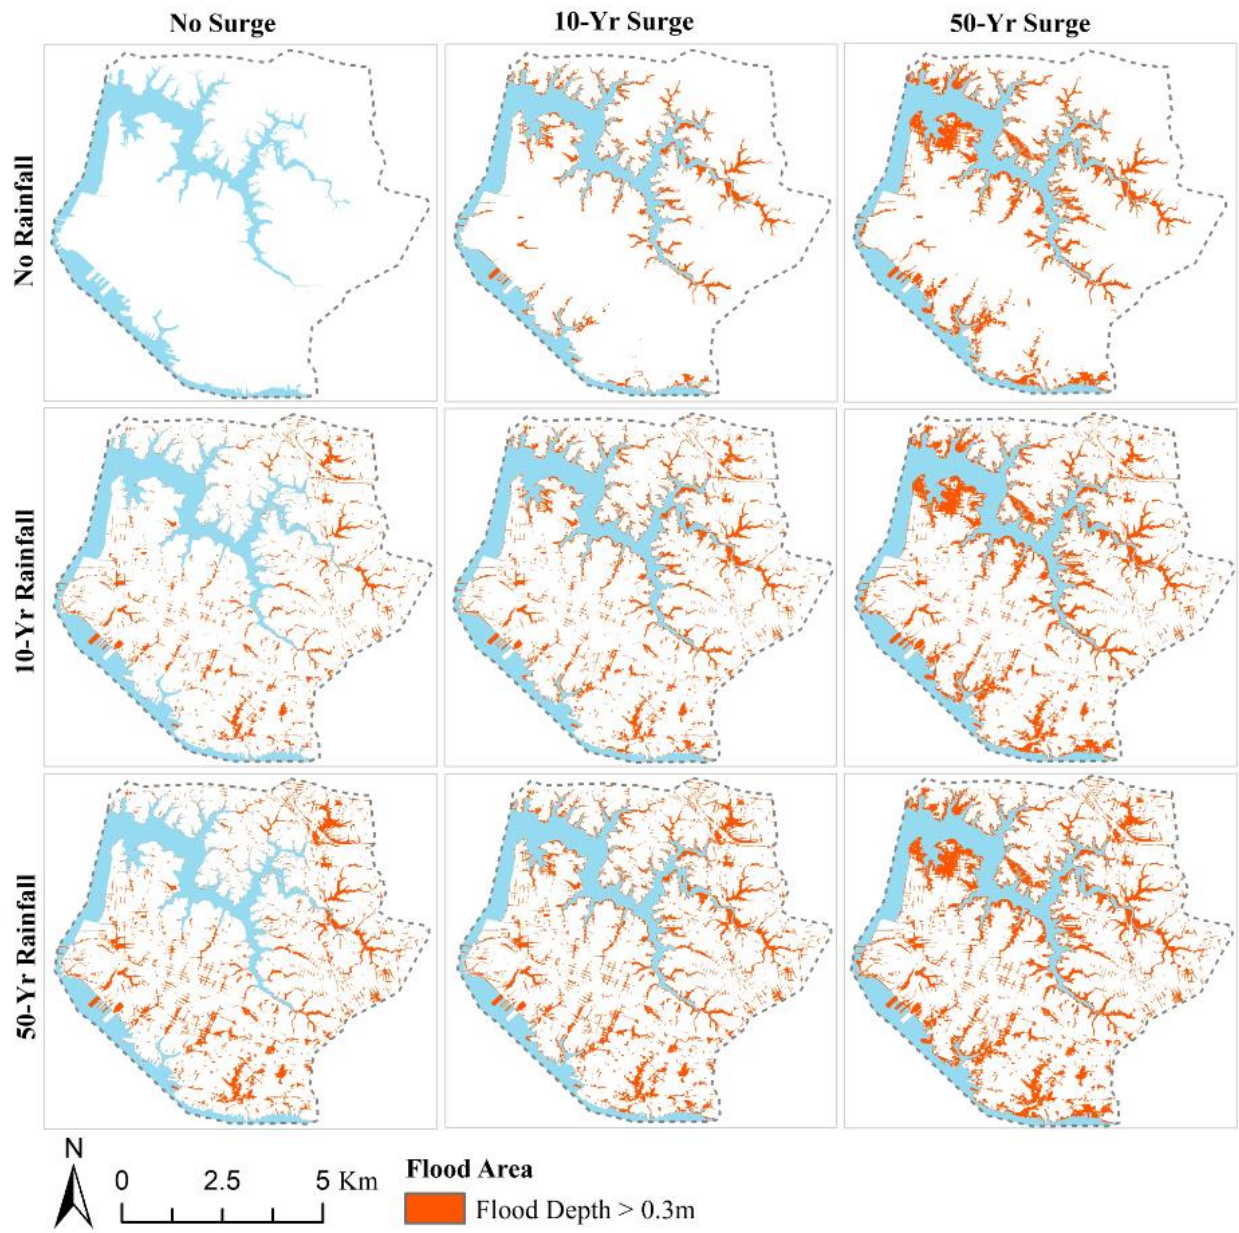 No Surge
10-Yr Surge
50-Yr Surge
No Rainfall
10-Yr Rainfall
50-Yr Rainfall
N
0 2.5 5 Km
Flood Area
Flood Depth > 0.3m